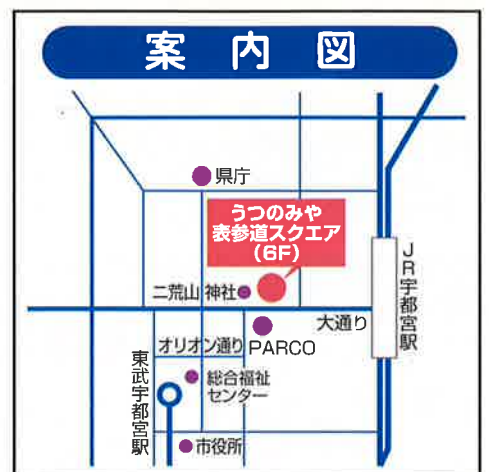 案内図
県庁
うつのみや
表参道スクエア
(6F)
二荒山神社
大通り
JR宇都宮駅
オリオン通り
PARCO
東武宇都宮駅
総合福祉
センター
市役所